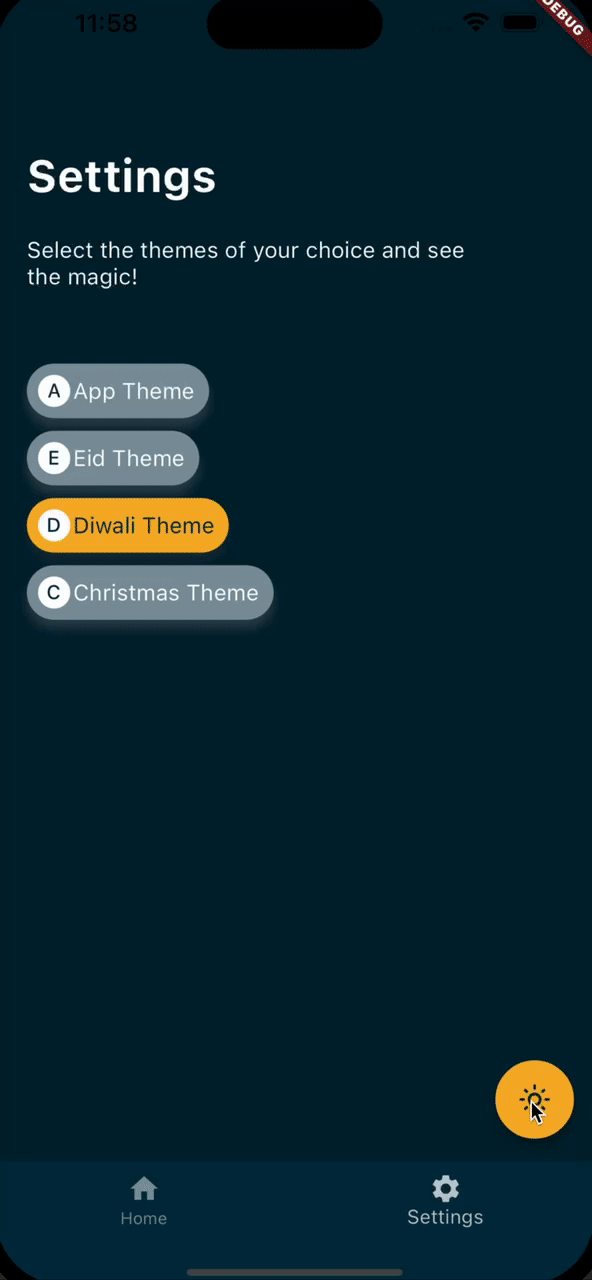 11:58
DEBUG
Settings
Select the themes of your choice and see
the magic!
A App Theme
E Eid Theme
D Diwali Theme
C Christmas Theme
Home
Settings